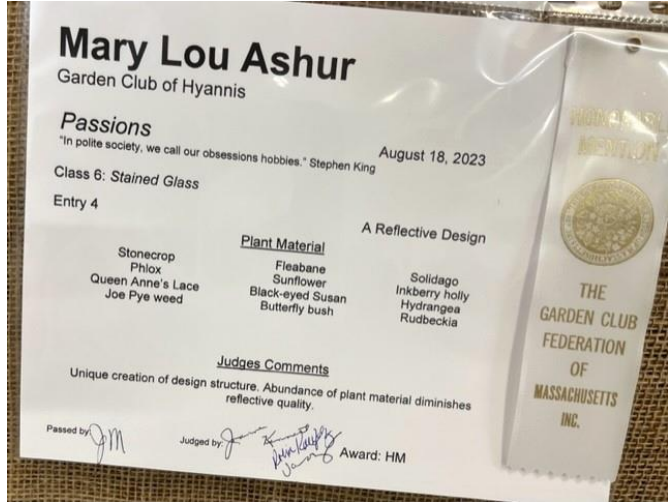 Mary Lou Ashur
Garden Club of Hyannis
Passions
"In polite society, we call our obsessions hobbies." Stephen King
August 18, 2023
Class 6: Stained Glass
Entry 4
A Reflective Design
Plant Material
Stonecrop
Phlox
Queen Anne's Lace
Joe Pye weed
Fleabane
Sunflower
Black-eyed Susan
Butterfly bush
Solidago
Inkberry holly
Hydrangea
Rudbeckia
Judges Comments
Unique creation of design structure. Abundance of plant material diminishes
reflective quality.
Passed by: JM
Judged by:
Award: HM
HONORABLE
MENTION
THE
GARDEN CLUB
FEDERATION
OF
MASSACHUSETTS
INC.